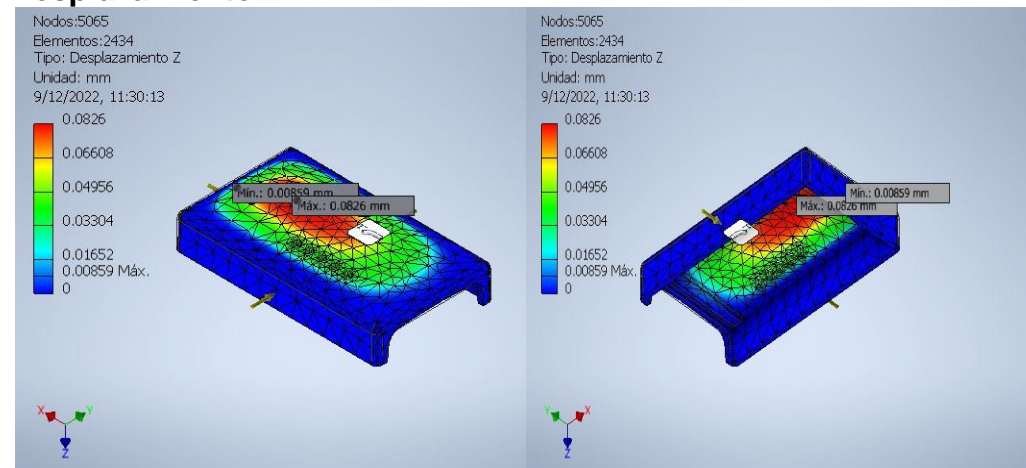 Nodos:5065
Elementos:2434
Tipo: Desplazamiento Z
Unidad: mm
9/12/2022, 11:30:13
0.0826
0.06608
0.04956
0.03304
0.01652
0.00859 Máx.
0
Mín.: 0.00859 mm
Máx.: 0.0826 mm
X
Y
Z
Nodos:5065
Elementos:2434
Tipo: Desplazamiento Z
Unidad: mm
9/12/2022, 11:30:13
0.0826
0.06608
0.04956
0.03304
0.01652
0.00859 Máx.
0
Mín.: 0.00859 mm
Máx.: 0.0826 mm
Y
X
Z